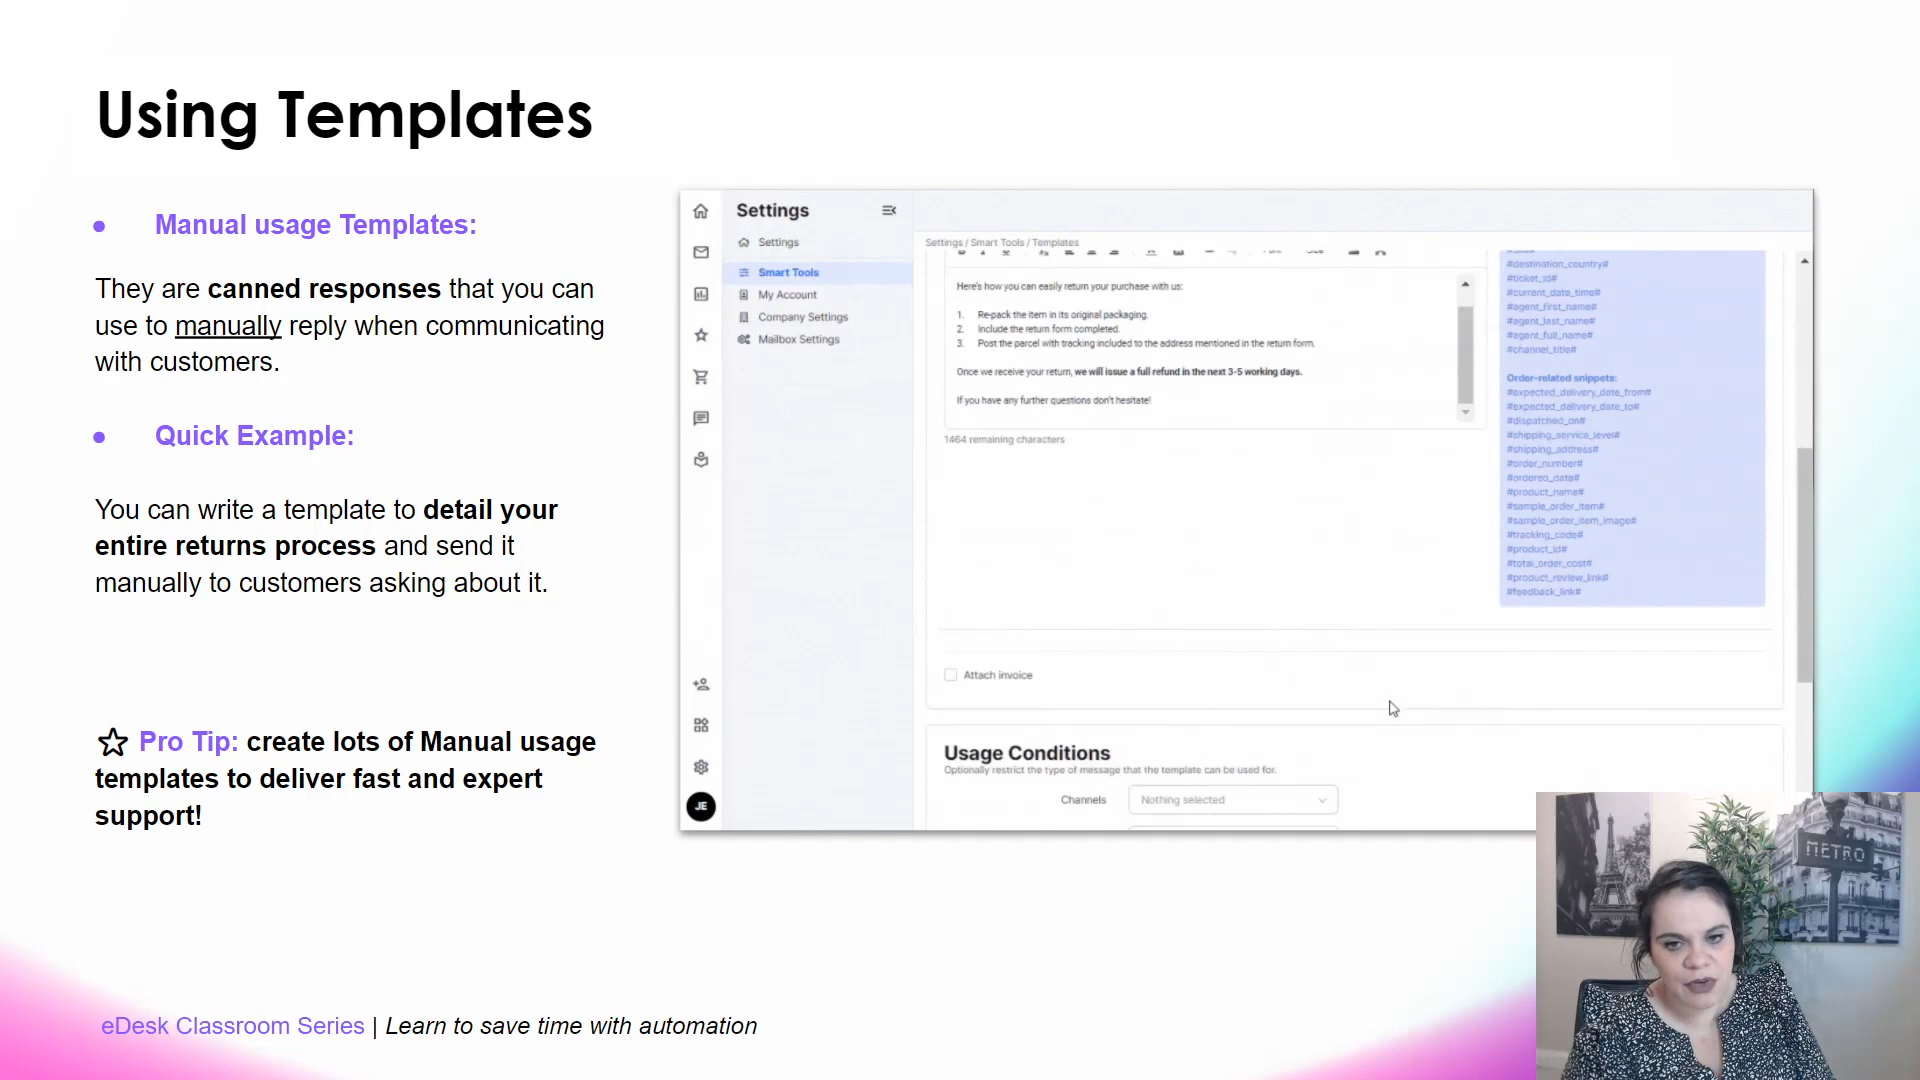 Using Templates
Manual usage Templates:
They are canned responses that you can
use to manually reply when communicating
with customers.
Quick Example:
You can write a template to detail your
entire returns process and send it
manually to customers asking about it.
Pro Tip: create lots of Manual usage
templates to deliver fast and expert
support!
Settings
Settings
Smart Tools
My Account
Company Settings
Mailbox Settings
JE
Settings / Smart Tools / Templates
Here's how you can easily return your purchase with us:
1. Re-pack the item in its original packaging.
2. Include the return form completed.
3. Post the parcel with tracking included to the address mentioned in the return form.
Once we receive your return, we will issue a full refund in the next 3-5 working days.
If you have any further questions don't hesitate!
1464 remaining characters
#destination_country#
#ticket_id#
#current_date_time#
#agent_first_name#
#agent_last_name#
#agent_full_name#
#channel_title#
Order-related snippets:
#expected_delivery_date_from#
#expected_delivery_date_to#
#dispatched_on#
#shipping_service_level#
#shipping_address#
#order_number#
#ordered_date#
#product_name#
#sample_order_item#
#sample_order_item_image#
#tracking_code#
#product_id#
#total_order_cost#
#product_review_link#
#feedback_link#
Attach invoice
Usage Conditions
Optionally restrict the type of message that the template can be used for.
Channels Nothing selected
METRO
eDesk Classroom Series | Learn to save time with automation